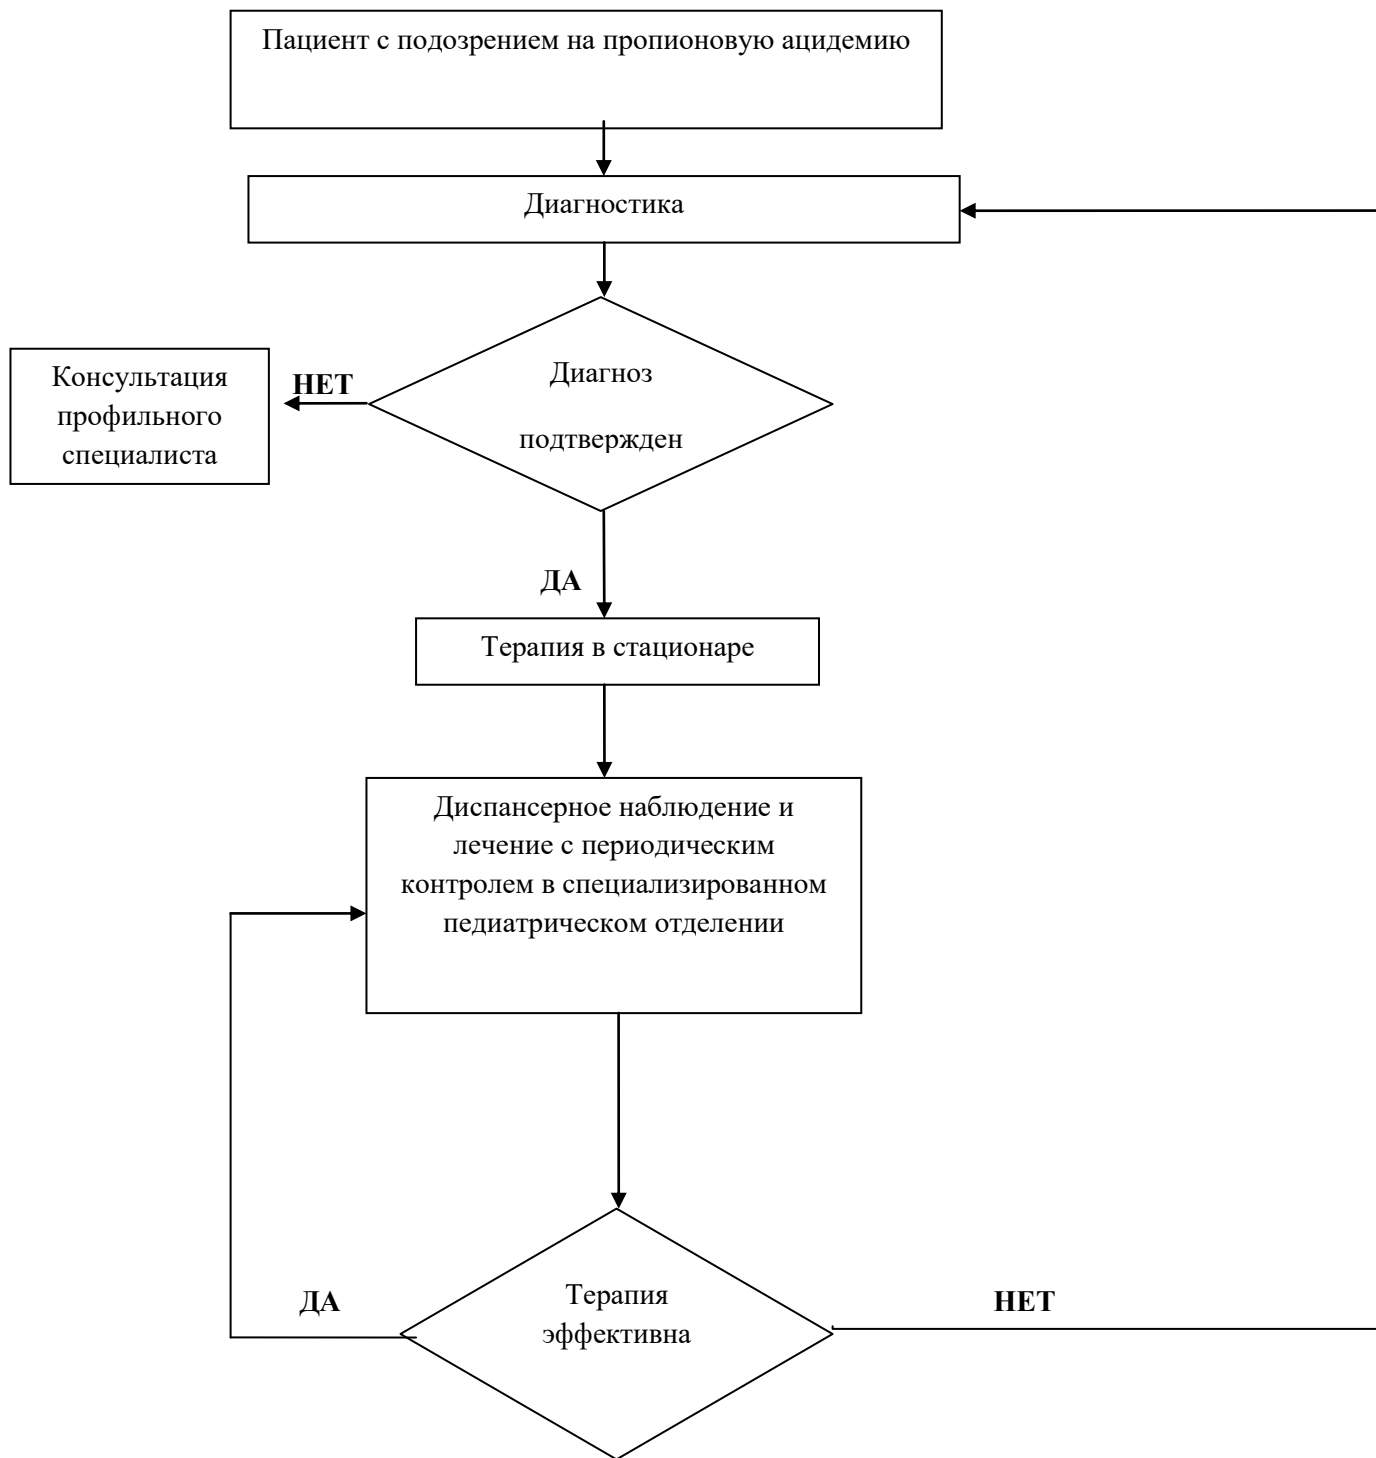 Пациент с подозрением на пропионовую ацидемию
Диагностика
Диагноз
подтвержден
НЕТ
Консультация
профильного
специалиста
ДА
Терапия в стационаре
Диспансерное наблюдение и
лечение с периодическим
контролем в специализированном
педиатрическом отделении
Терапия
эффективна
ДА
НЕТ